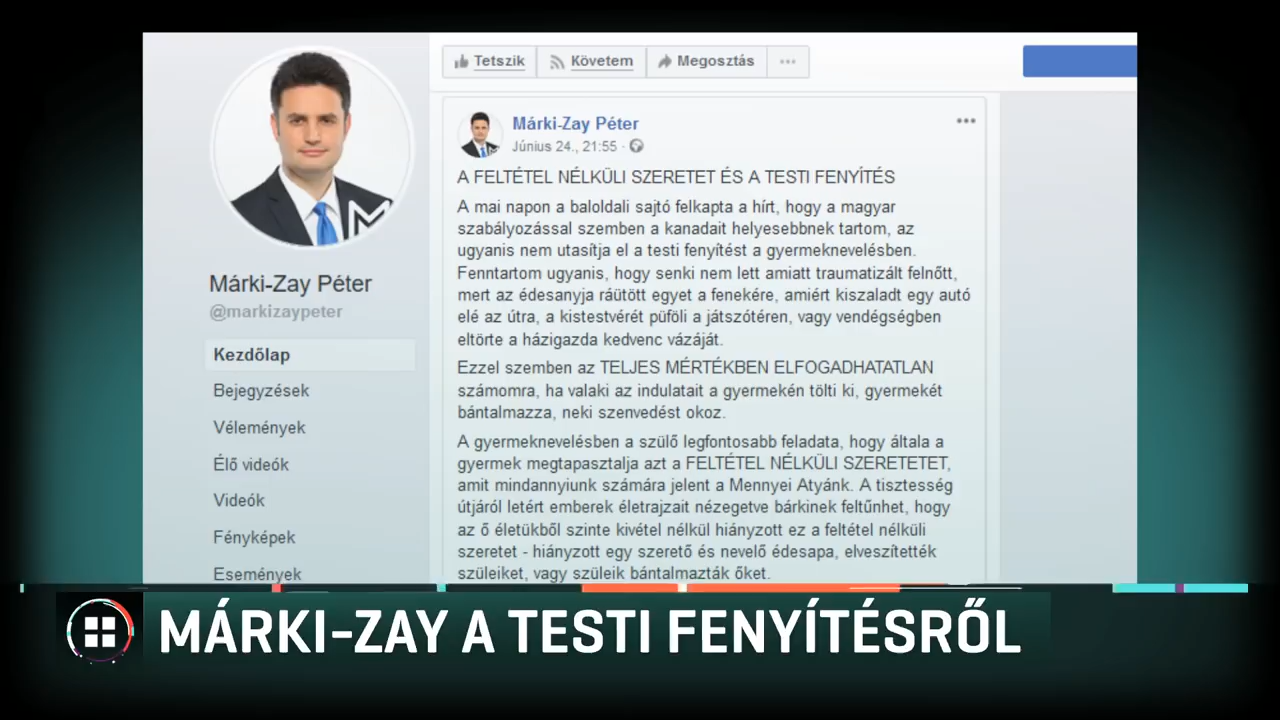 Tetszik
Követem
Megosztás
Márki-Zay Péter
Június 24., 21:55
A FELTÉTEL NÉLKÜLI SZERETET ÉS A TESTI FENYÍTÉS
A mai napon a baloldali sajtó felkapta a hírt, hogy a magyar
szabályozással szemben a kanadait helyesebbnek tartom, az
ugyanis nem utasítja el a testi fenyítést a gyermeknevelésben.
Fenntartom ugyanis, hogy senki nem lett amiatt traumatizált felnőtt,
mert az édesanyja ráütött egyet a fenekére, amiért kiszaladt egy autó
elé az útra, a kistestvérét püföli a játszótéren, vagy vendégségben
eltörte a házigazda kedvenc vázáját.
Ezzel szemben az TELJES MÉRTÉKBEN ELFOGADHATATLAN
számomra, ha valaki az indulatait a gyermekén tölti ki, gyermekét
bántalmazza, neki szenvedést okoz.
A gyermeknevelésben a szülő legfontosabb feladata, hogy általa a
gyermek megtapasztalja azt a FELTÉTEL NÉLKÜLI SZERETETET,
amit mindannyiunk számára jelent a Mennyei Atyánk. A tisztesség
útjáról letért emberek életrajzait nézegetve bárkinek feltűnhet, hogy
az ő életükből szinte kivétel nélkül hiányzott ez a feltétel nélküli
szeretet - hiányzott egy szerető és nevelő édesapa, elveszítették
szüleiket, vagy szüleik bántalmazták őket.
Márki-Zay Péter
@markizaypeter
Kezdőlap
Bejegyzések
Vélemények
Élő videók
Videók
Fényképek
Események
MÁRKI-ZAY A TESTI FENYÍTÉSRŐL